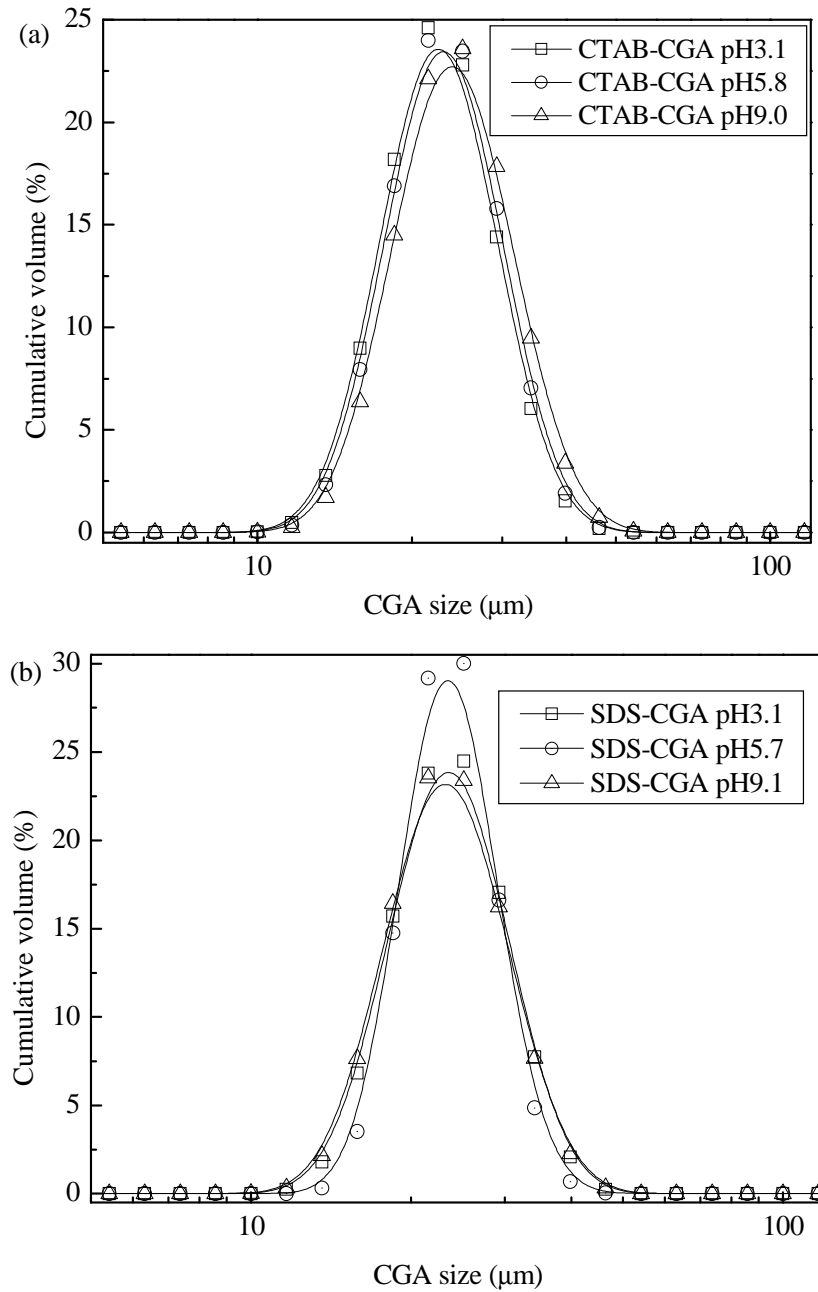 (a)
25
20
15
10
5
0
Cumulative volume (%)
CTAB-CGA pH3.1
CTAB-CGA pH5.8
CTAB-CGA pH9.0
10
100
CGA size (μm)
(b)
30
25
20
15
10
5
0
Cumulative volume (%)
SDS-CGA pH3.1
SDS-CGA pH5.7
SDS-CGA pH9.1
10
100
CGA size (μm)